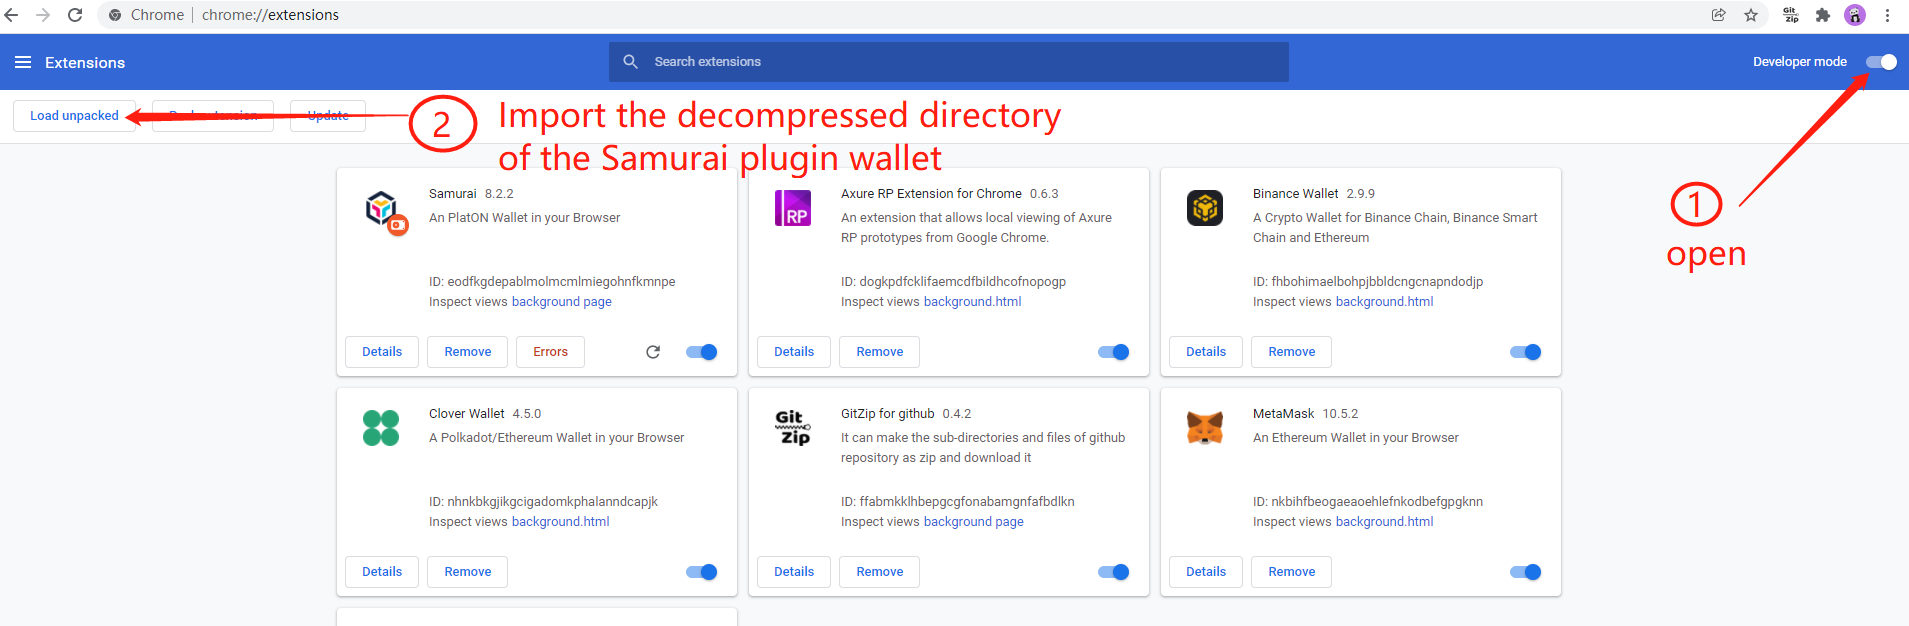 Chrome | chrome://extensions
Git Zip
Extensions
Search extensions
Developer mode
Load unpacked
Pack extension
Update
2
Import the decompressed directory
of the Samurai plugin wallet
1
open
Samurai 8.2.2
An PlatON Wallet in your Browser
ID: eodfkgdepablmolmcmlmiegohnfkmnpe
Inspect views background page
Details Remove Errors
Axure RP Extension for Chrome 0.6.3
An extension that allows local viewing of Axure
RP prototypes from Google Chrome.
RP
ID: dogkpdfcklifaemcdfbildhcofnopogp
Inspect views background.html
Details Remove
Binance Wallet 2.9.9
A Crypto Wallet for Binance Chain, Binance Smart
Chain and Ethereum
ID: fhbohimaelbohpjbbldcngcnapndodjp
Inspect views background.html
Details Remove
Clover Wallet 4.5.0
A Polkadot/Ethereum Wallet in your Browser
ID: nhnkbkgjikgcigadomkphalanndcapjk
Inspect views background.html
Details Remove
Git
Zip
GitZip for github 0.4.2
It can make the sub-directories and files of github
repository as zip and download it
ID: ffabmkklhbepgcgfonabamgnfafbdlkn
Inspect views background page
Details Remove
MetaMask 10.5.2
An Ethereum Wallet in your Browser
ID: nkbihfbeogaeaoehlefnkodbefgpgknn
Inspect views background.html
Details Remove